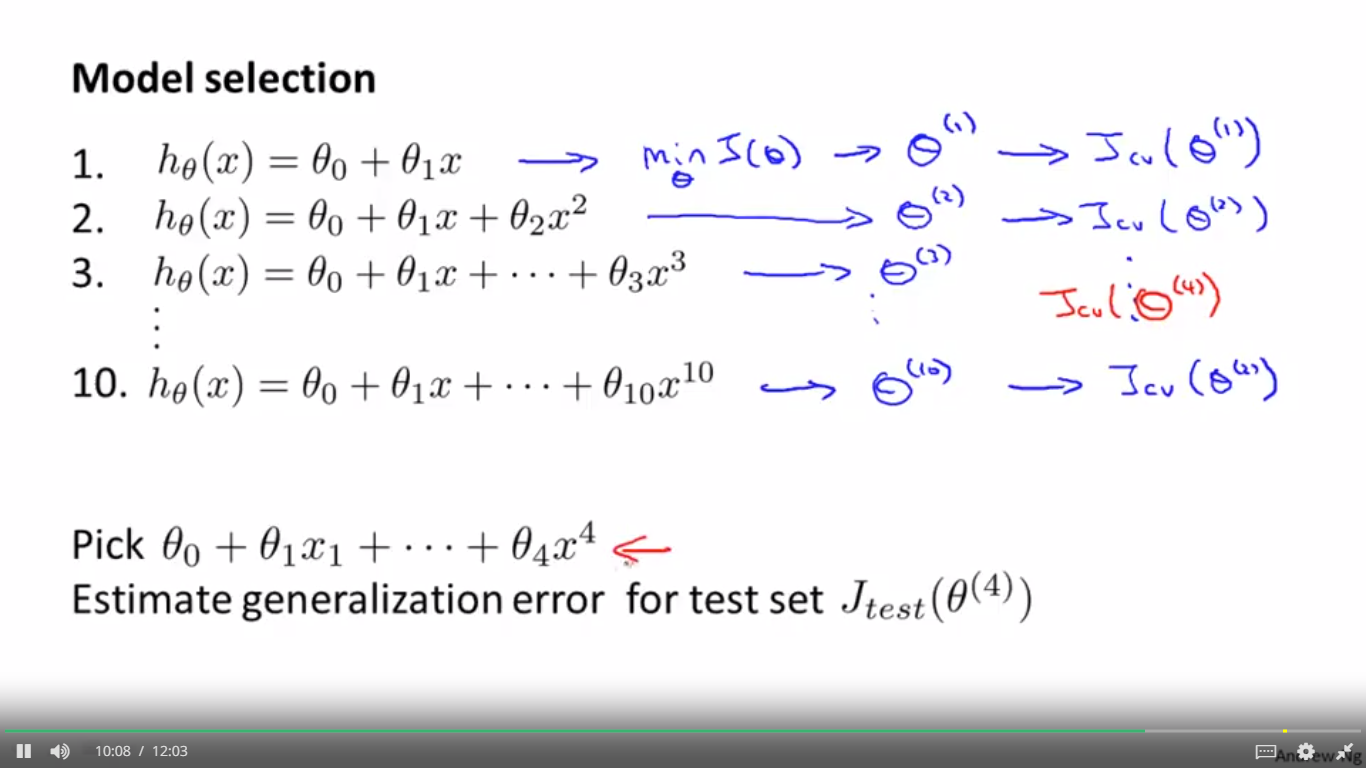 Model selection
1. hθ(x) = θ0 + θ1x → min θ J(θ) → Θ(1) → Jcv(Θ(1))
2. hθ(x) = θ0 + θ1x + θ2x² → Θ(2) → Jcv(Θ(2))
3. hθ(x) = θ0 + θ1x + ⋯ + θ3x³ → Θ(3)
⋮ ⋮ Jcv(Θ(4))
10. hθ(x) = θ0 + θ1x + ⋯ + θ10x¹⁰ → Θ(10) → Jcv(Θ(10))
Pick θ0 + θ1x1 + ⋯ + θ4x⁴ ←
Estimate generalization error for test set Jtest(θ(4))
10:08 / 12:03
Andrew Ng